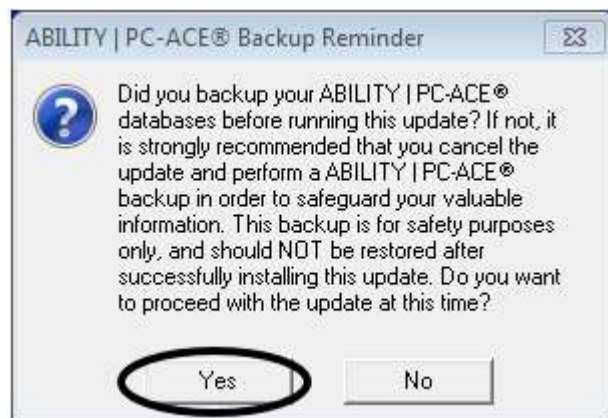 ABILITY | PC-ACE® Backup Reminder
Did you backup your ABILITY | PC-ACE®
databases before running this update? If not, it
is strongly recommended that you cancel the
update and perform a ABILITY | PC-ACE®
backup in order to safeguard your valuable
information. This backup is for safety purposes
only, and should NOT be restored after
successfully installing this update. Do you want
to proceed with the update at this time?
Yes No